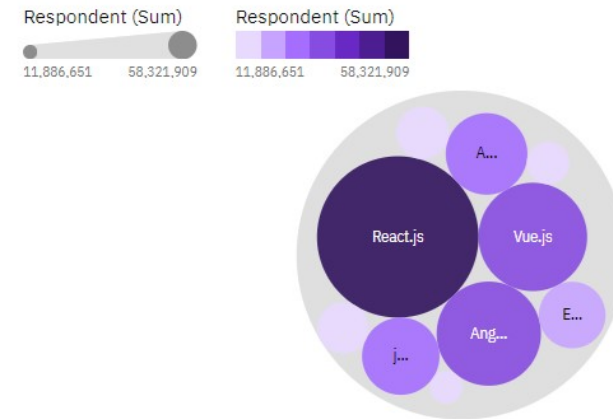 Respondent (Sum)
11,886,651 58,321,909
Respondent (Sum)
11,886,651 58,321,909
A...
React.js
Vue.js
E...
Ang...
j...